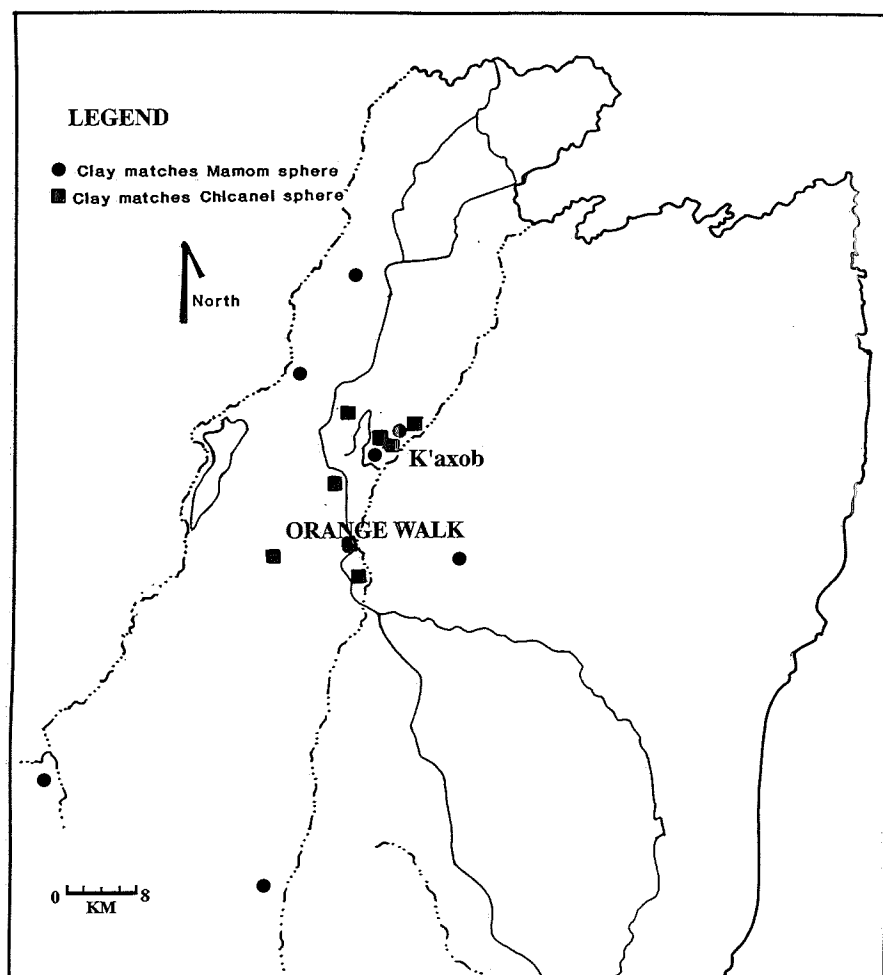 LEGEND
Clay matches Mamom sphere
Clay matches Chicanel sphere
North
K'axob
ORANGE WALK
0 8
KM